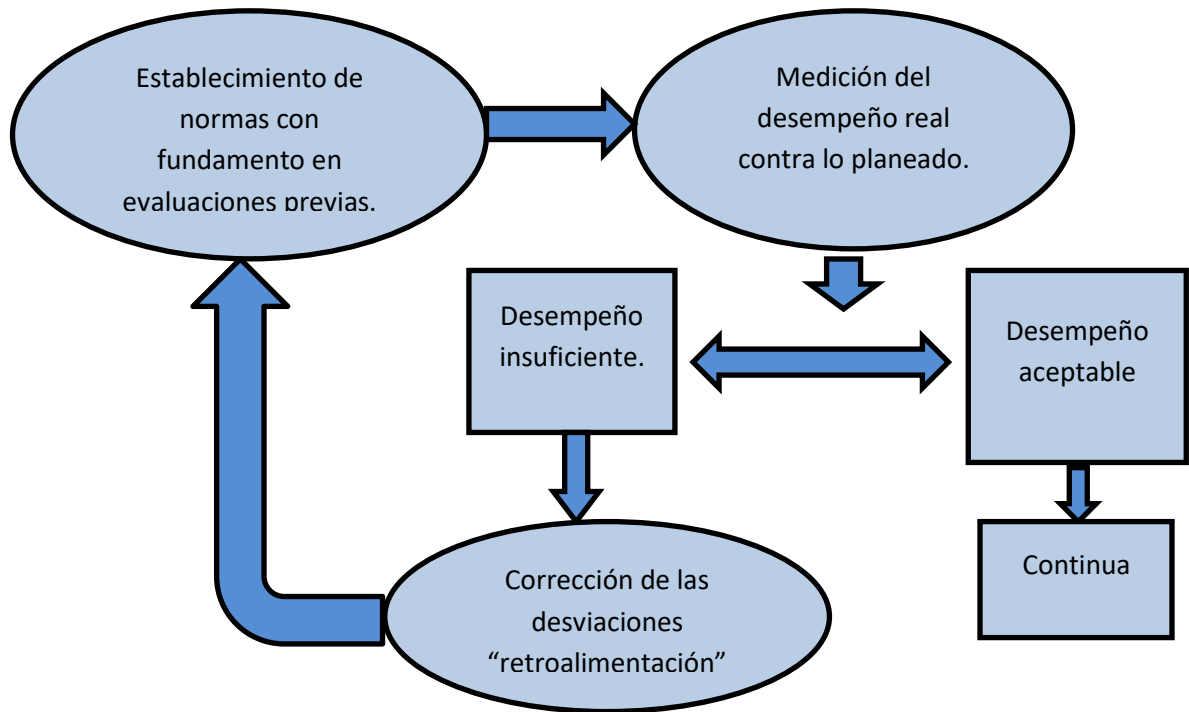 Establecimiento de
normas con
fundamento en
evaluaciones previas.
Medición del
desempeño real
contra lo planeado.
Desempeño
insuficiente.
Desempeño
aceptable
Corrección de las
desviaciones
“retroalimentación”
Continua